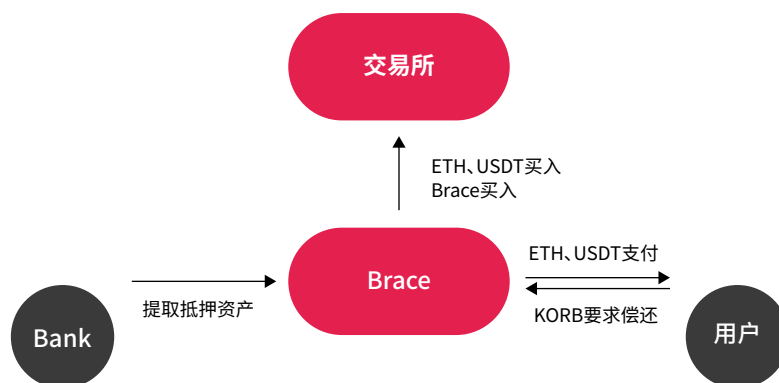 交易所
ETH、USDT买入
Brace买入
Brace
ETH、USDT支付
提取抵押资产
KORB要求偿还
Bank
用户